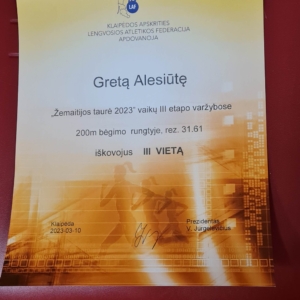 LAF
KLAIPĖDOS APSKRITIES
LENGVOSIOS ATLETIKOS FEDERACIJA
APDOVANOJA
Gretą Alesiūtę
„Žemaitijos taurė 2023" vaikų III etapo varžybose
200m bėgimo rungtyje, rez. 31.61
iškovojus III VIETĄ
Klaipėda
2023-03-10
Prezidentas